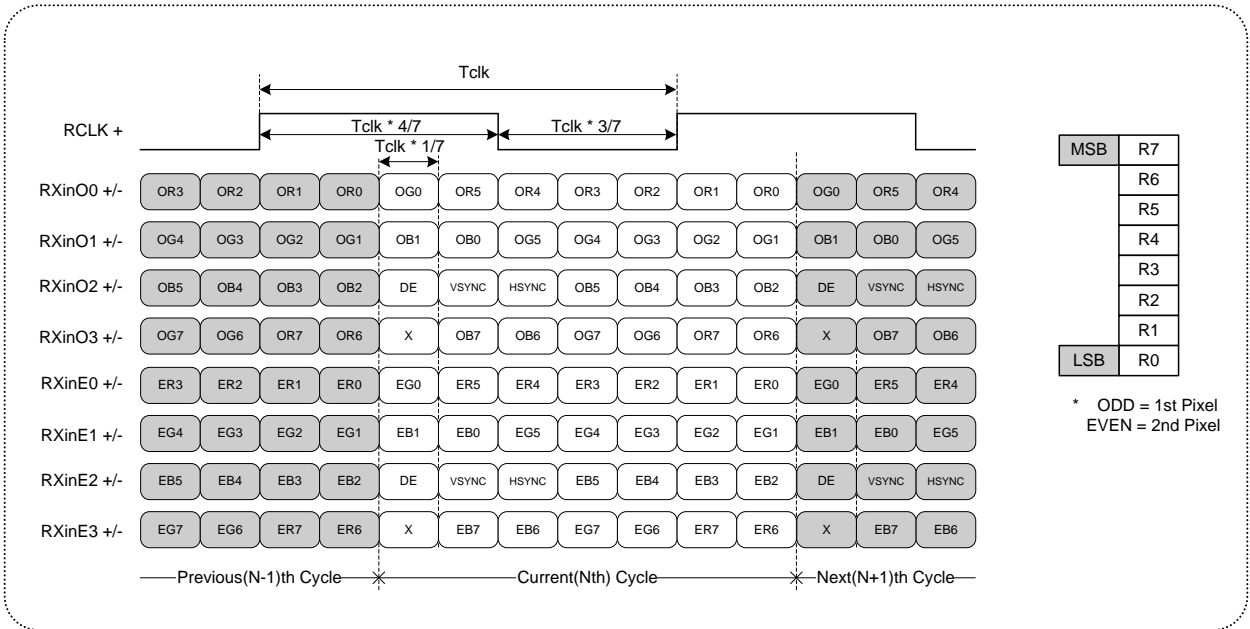 Tclk
RCLK +
Tclk * 4/7
Tclk * 3/7
Tclk * 1/7
RXinO0 +/- OR3 OR2 OR1 OR0 OG0 OR5 OR4 OR3 OR2 OR1 OR0 OG0 OR5 OR4
RXinO1 +/- OG4 OG3 OG2 OG1 OB1 OB0 OG5 OG4 OG3 OG2 OG1 OB1 OB0 OG5
RXinO2 +/- OB5 OB4 OB3 OB2 DE VSYNC HSYNC OB5 OB4 OB3 OB2 DE VSYNC HSYNC
RXinO3 +/- OG7 OG6 OR7 OR6 X OB7 OB6 OG7 OG6 OR7 OR6 X OB7 OB6
RXinE0 +/- ER3 ER2 ER1 ER0 EG0 ER5 ER4 ER3 ER2 ER1 ER0 EG0 ER5 ER4
RXinE1 +/- EG4 EG3 EG2 EG1 EB1 EB0 EG5 EG4 EG3 EG2 EG1 EB1 EB0 EG5
RXinE2 +/- EB5 EB4 EB3 EB2 DE VSYNC HSYNC EB5 EB4 EB3 EB2 DE VSYNC HSYNC
RXinE3 +/- EG7 EG6 ER7 ER6 X EB7 EB6 EG7 EG6 ER7 ER6 X EB7 EB6
Previous(N-1)th Cycle Current(Nth) Cycle Next(N+1)th Cycle
MSB R7
R6
R5
R4
R3
R2
R1
LSB R0
* ODD = 1st Pixel
EVEN = 2nd Pixel